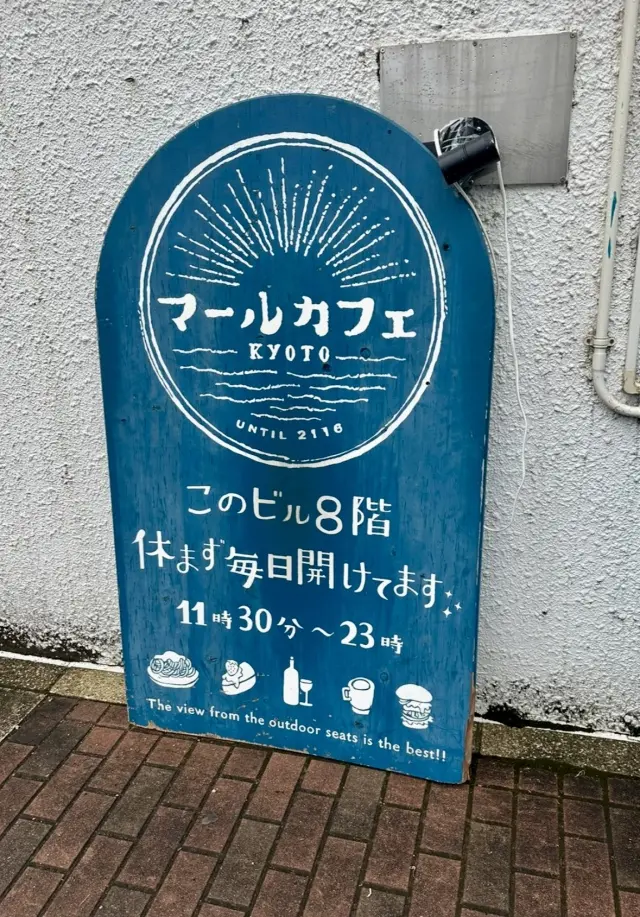 マールカフェ
KYOTO
UNTIL 2116
このビル8階
休まず毎日開けてます
11時30分〜23時
The view from the outdoor seats is the best!!